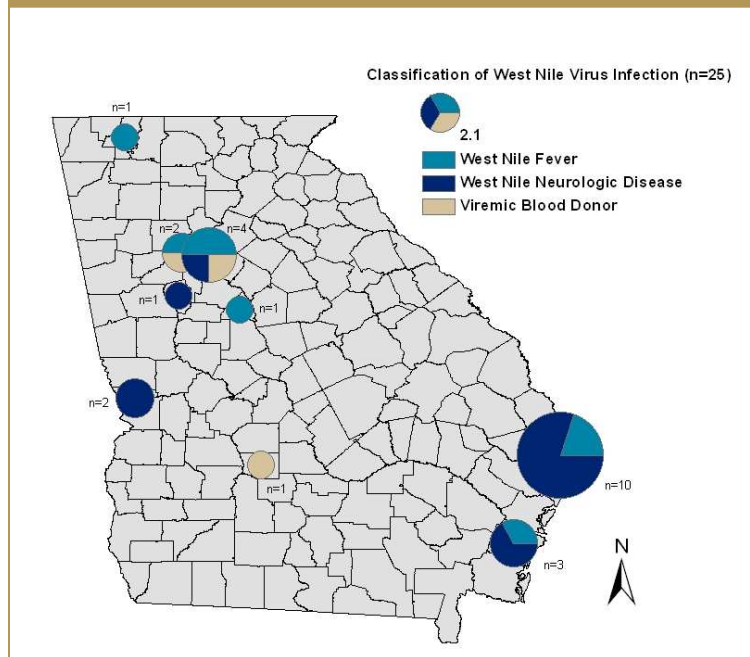 Classification of West Nile Virus Infection (n=25)
2.1
West Nile Fever
West Nile Neurologic Disease
Viremic Blood Donor
n=1
n=2
n=4
n=1
n=1
n=2
n=1
n=10
n=3
N